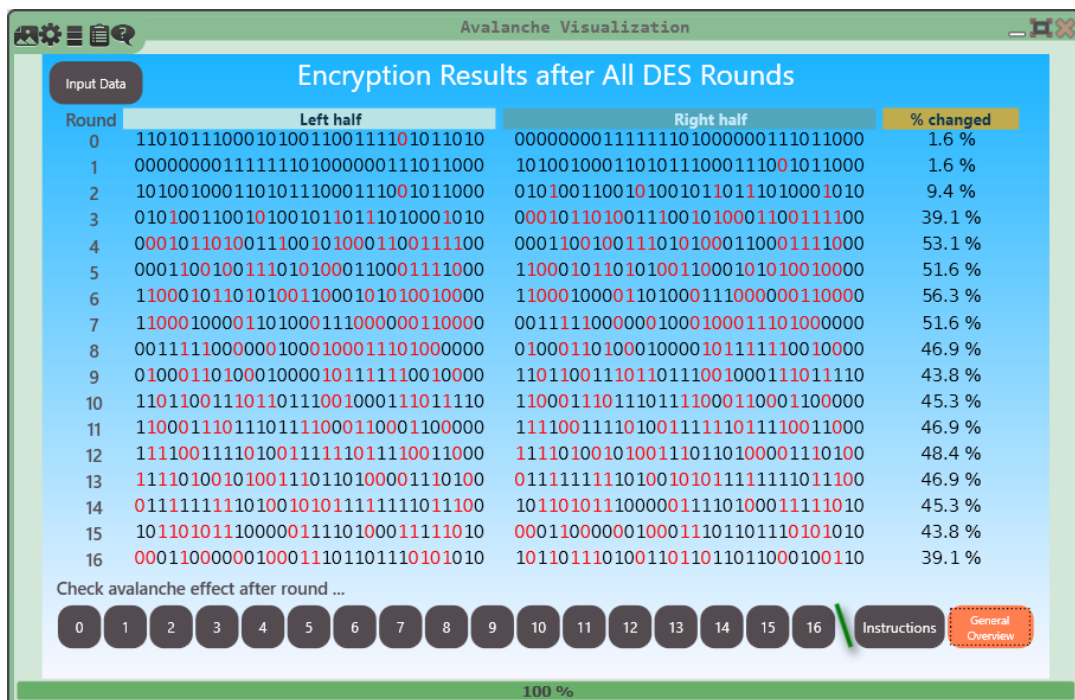 Avalanche Visualization
Input Data
Encryption Results after All DES Rounds
Round Left half Right half % changed
0 11010111000101001100111101011010 00000000111111101000000111011000 1.6 %
1 00000000111111101000000111011000 10100100011010111000111001011000 1.6 %
2 10100100011010111000111001011000 01010011001010010110111010001010 9.4 %
3 01010011001010010110111010001010 00010110100111001010001100111100 39.1 %
4 00010110100111001010001100111100 00011001001110101000110001111000 53.1 %
5 00011001001110101000110001111000 11000101101010011000101010010000 51.6 %
6 11000101101010011000101010010000 11000100001101000111000000110000 56.3 %
7 11000100001101000111000000110000 00111110000001000100011101000000 51.6 %
8 00111110000001000100011101000000 01000110100010000101111110010000 46.9 %
9 01000110100010000101111110010000 11011001110110111001000111011110 43.8 %
10 11011001110110111001000111011110 11000111011101111000110001100000 45.3 %
11 11000111011101111000110001100000 11110011110100111111011110011000 46.9 %
12 11110011110100111111011110011000 11110100101001110110100001110100 48.4 %
13 11110100101001110110100001110100 01111111110100101011111111011100 46.9 %
14 01111111110100101011111111011100 10110101110000011110100011111010 45.3 %
15 10110101110000011110100011111010 00011000000100011101101110101010 43.8 %
16 00011000000100011101101110101010 10110111010011011011011000100110 39.1 %
Check avalanche effect after round ...
0 1 2 3 4 5 6 7 8 9 10 11 12 13 14 15 16 Instructions General Overview
100 %